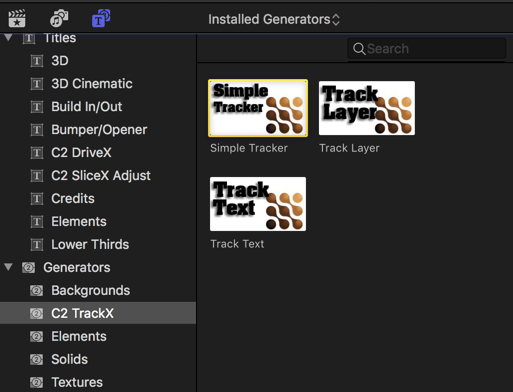 Installed Generators
Titles
Search
3D
3D Cinematic
Build In/Out
Bumper/Opener
C2 DriveX
C2 SliceX Adjust
Credits
Elements
Lower Thirds
Generators
Backgrounds
C2 TrackX
Elements
Solids
Textures
Simple
Tracker
Simple Tracker
Track
Layer
Track Layer
Track
Text
Track Text